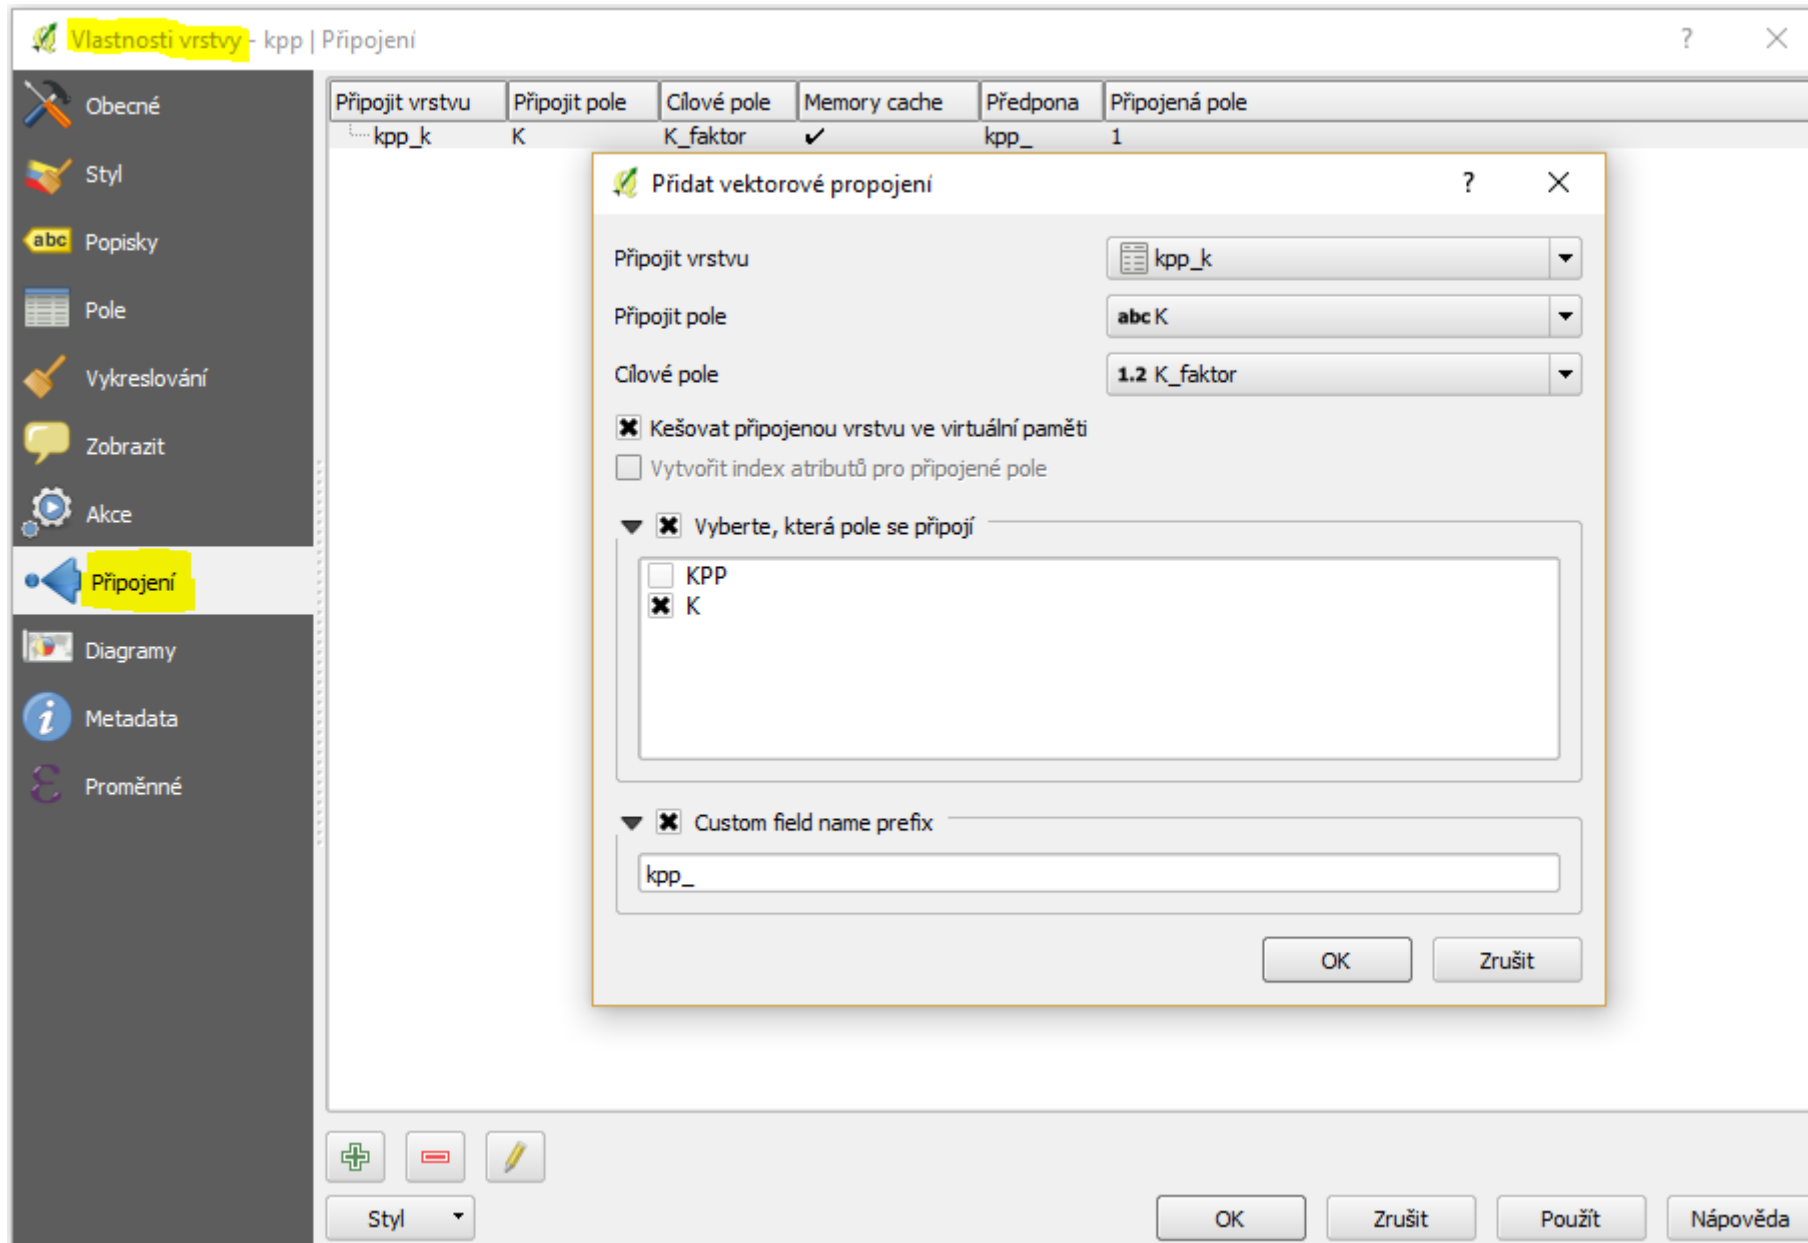 Vlastnosti vrstvy - kpp | Připojení
?
Obecné
Styl
abc Popisky
Pole
Vykreslování
Zobrazit
Akce
Připojení
Diagramy
Metadata
Proměnné
Připojit vrstvu Připojit pole Cílové pole Memory cache Předpona Připojená pole
kpp_k K K_faktor kpp_ 1
Přidat vektorové propojení ?
Připojit vrstvu kpp_k
Připojit pole abc K
Cílové pole 1.2 K_faktor
Kešovat připojenou vrstvu ve virtuální paměti
Vytvořit index atributů pro připojené pole
Vyberte, která pole se připojí
KPP
K
Custom field name prefix
kpp_
OK Zrušit
Styl OK Zrušit Použít Nápověda